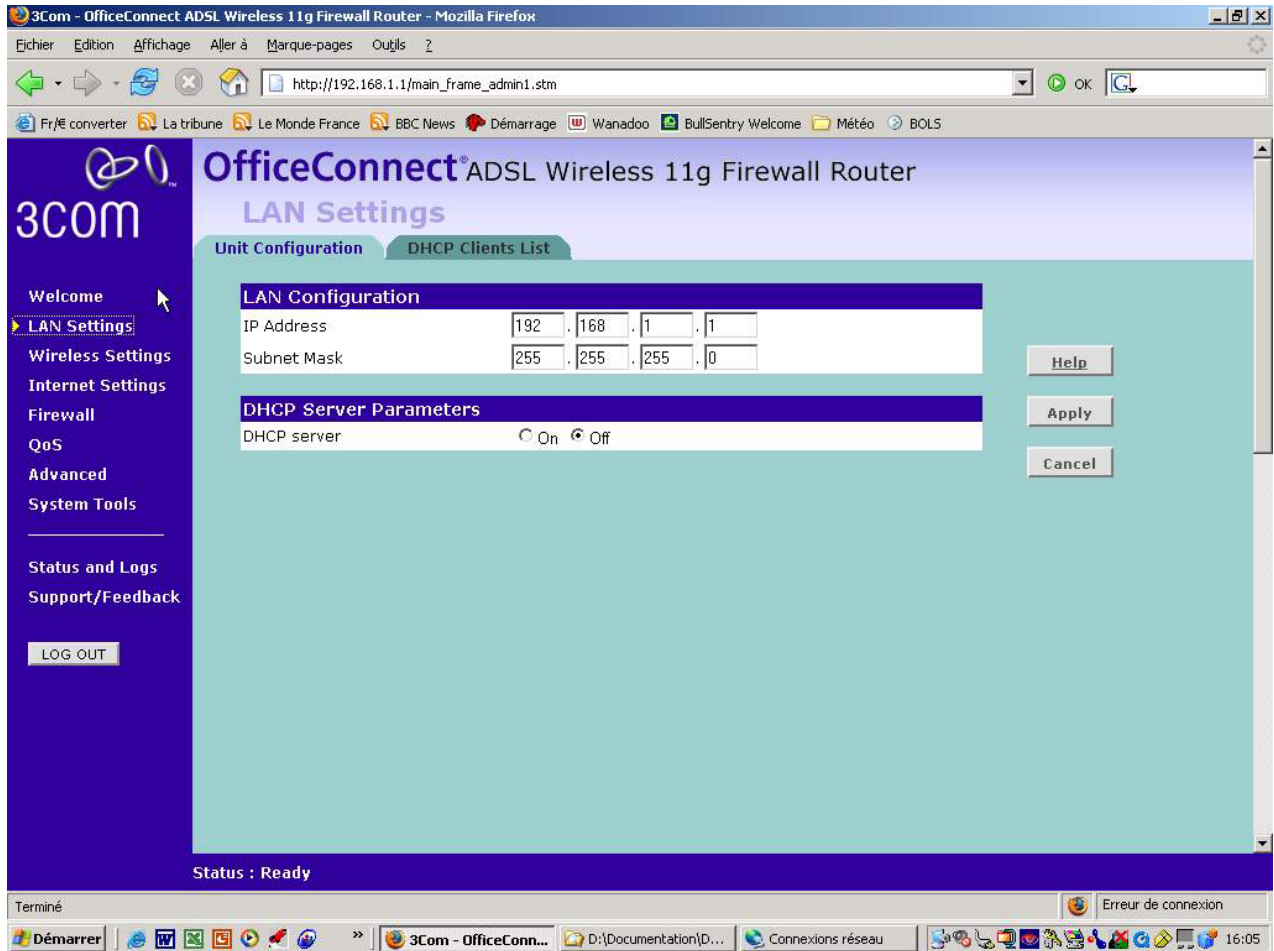 3Com - OfficeConnect ADSL Wireless 11g Firewall Router - Mozilla Firefox
Fichier Edition Affichage Aller à Marque-pages Outils ?
http://192.168.1.1/main_frame_admin1.stm OK G
Fr/€ converter La tribune Le Monde France BBC News Démarrage Wanadoo BullSentry Welcome Météo BOLS
3COM
OfficeConnect® ADSL Wireless 11g Firewall Router
LAN Settings
Unit Configuration DHCP Clients List
Welcome
LAN Settings
Wireless Settings
Internet Settings
Firewall
QoS
Advanced
System Tools
Status and Logs
Support/Feedback
LOG OUT
LAN Configuration
IP Address 192 . 168 . 1 . 1
Subnet Mask 255 . 255 . 255 . 0
DHCP Server Parameters
DHCP server On Off
Help
Apply
Cancel
Status : Ready
Terminé Erreur de connexion
Démarrer » 3Com - OfficeConn... D:\Documentation\D... Connexions réseau 16:05